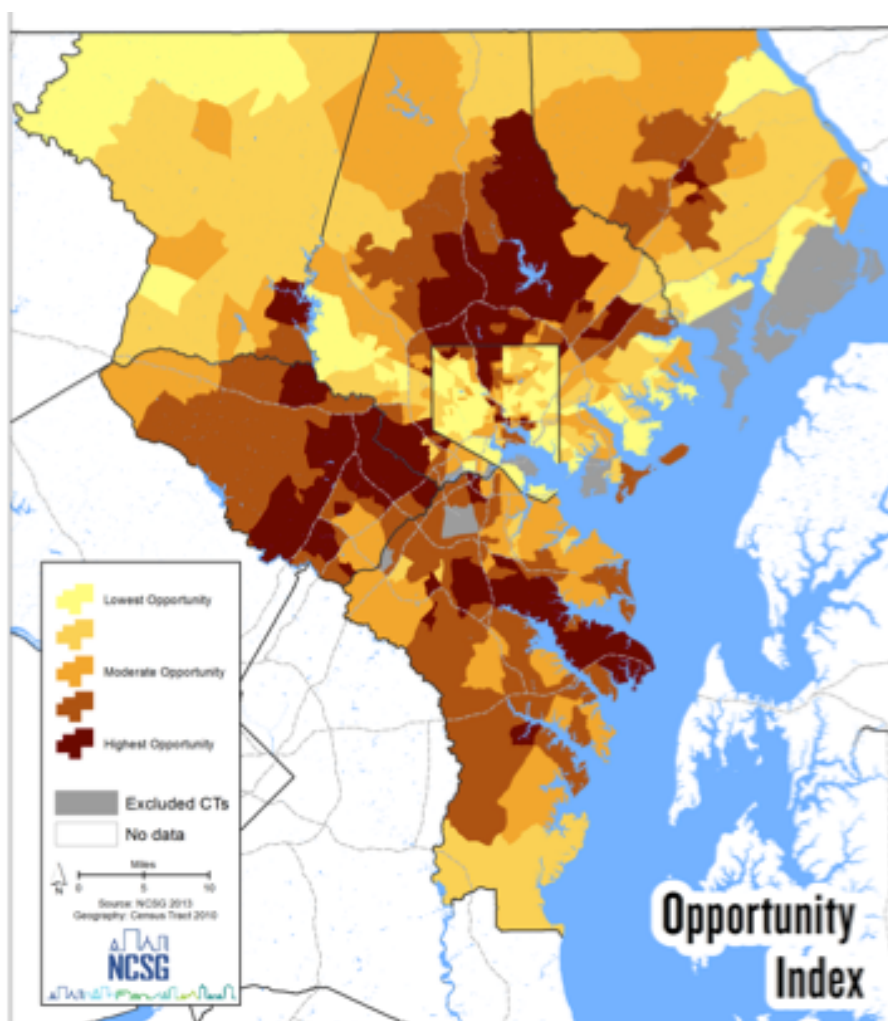 Lowest Opportunity
Moderate Opportunity
Highest Opportunity
Excluded CTs
No data
Miles
0 5 10
N
Source: NCSG 2013
Geography: Census Tract 2010
NCSG
Opportunity
Index